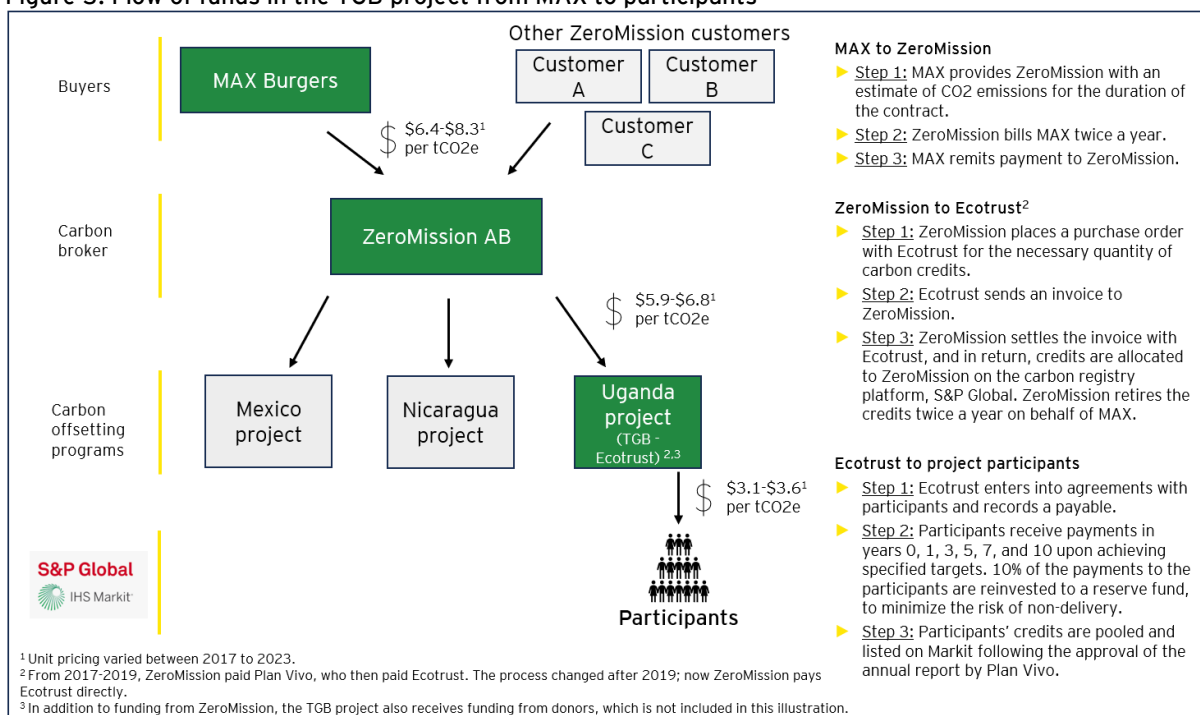 Figure 3: Flow of funds in the TGB project from MAX to participants
Buyers
MAX Burgers
Other ZeroMission customers
Customer
A
Customer
B
Customer
C
$ $6.4-$8.3¹
per tCO2e
Carbon
broker
ZeroMission AB
$ $5.9-$6.8¹
per tCO2e
Carbon
offsetting
programs
Mexico
project
Nicaragua
project
Uganda
project
(TGB -
Ecotrust) ²,³
$ $3.1-$3.6¹
per tCO2e
S&P Global
IHS Markit
Participants
MAX to ZeroMission
Step 1: MAX provides ZeroMission with an
estimate of CO2 emissions for the duration of
the contract.
Step 2: ZeroMission bills MAX twice a year.
Step 3: MAX remits payment to ZeroMission.
ZeroMission to Ecotrust²
Step 1: ZeroMission places a purchase order
with Ecotrust for the necessary quantity of
carbon credits.
Step 2: Ecotrust sends an invoice to
ZeroMission.
Step 3: ZeroMission settles the invoice with
Ecotrust, and in return, credits are allocated
to ZeroMission on the carbon registry
platform, S&P Global. ZeroMission retires the
credits twice a year on behalf of MAX.
Ecotrust to project participants
Step 1: Ecotrust enters into agreements with
participants and records a payable.
Step 2: Participants receive payments in
years 0, 1, 3, 5, 7, and 10 upon achieving
specified targets. 10% of the payments to the
participants are reinvested to a reserve fund,
to minimize the risk of non-delivery.
Step 3: Participants' credits are pooled and
listed on Markit following the approval of the
annual report by Plan Vivo.
¹ Unit pricing varied between 2017 to 2023.
² From 2017-2019, ZeroMission paid Plan Vivo, who then paid Ecotrust. The process changed after 2019; now ZeroMission pays
Ecotrust directly.
³ In addition to funding from ZeroMission, the TGB project also receives funding from donors, which is not included in this illustration.